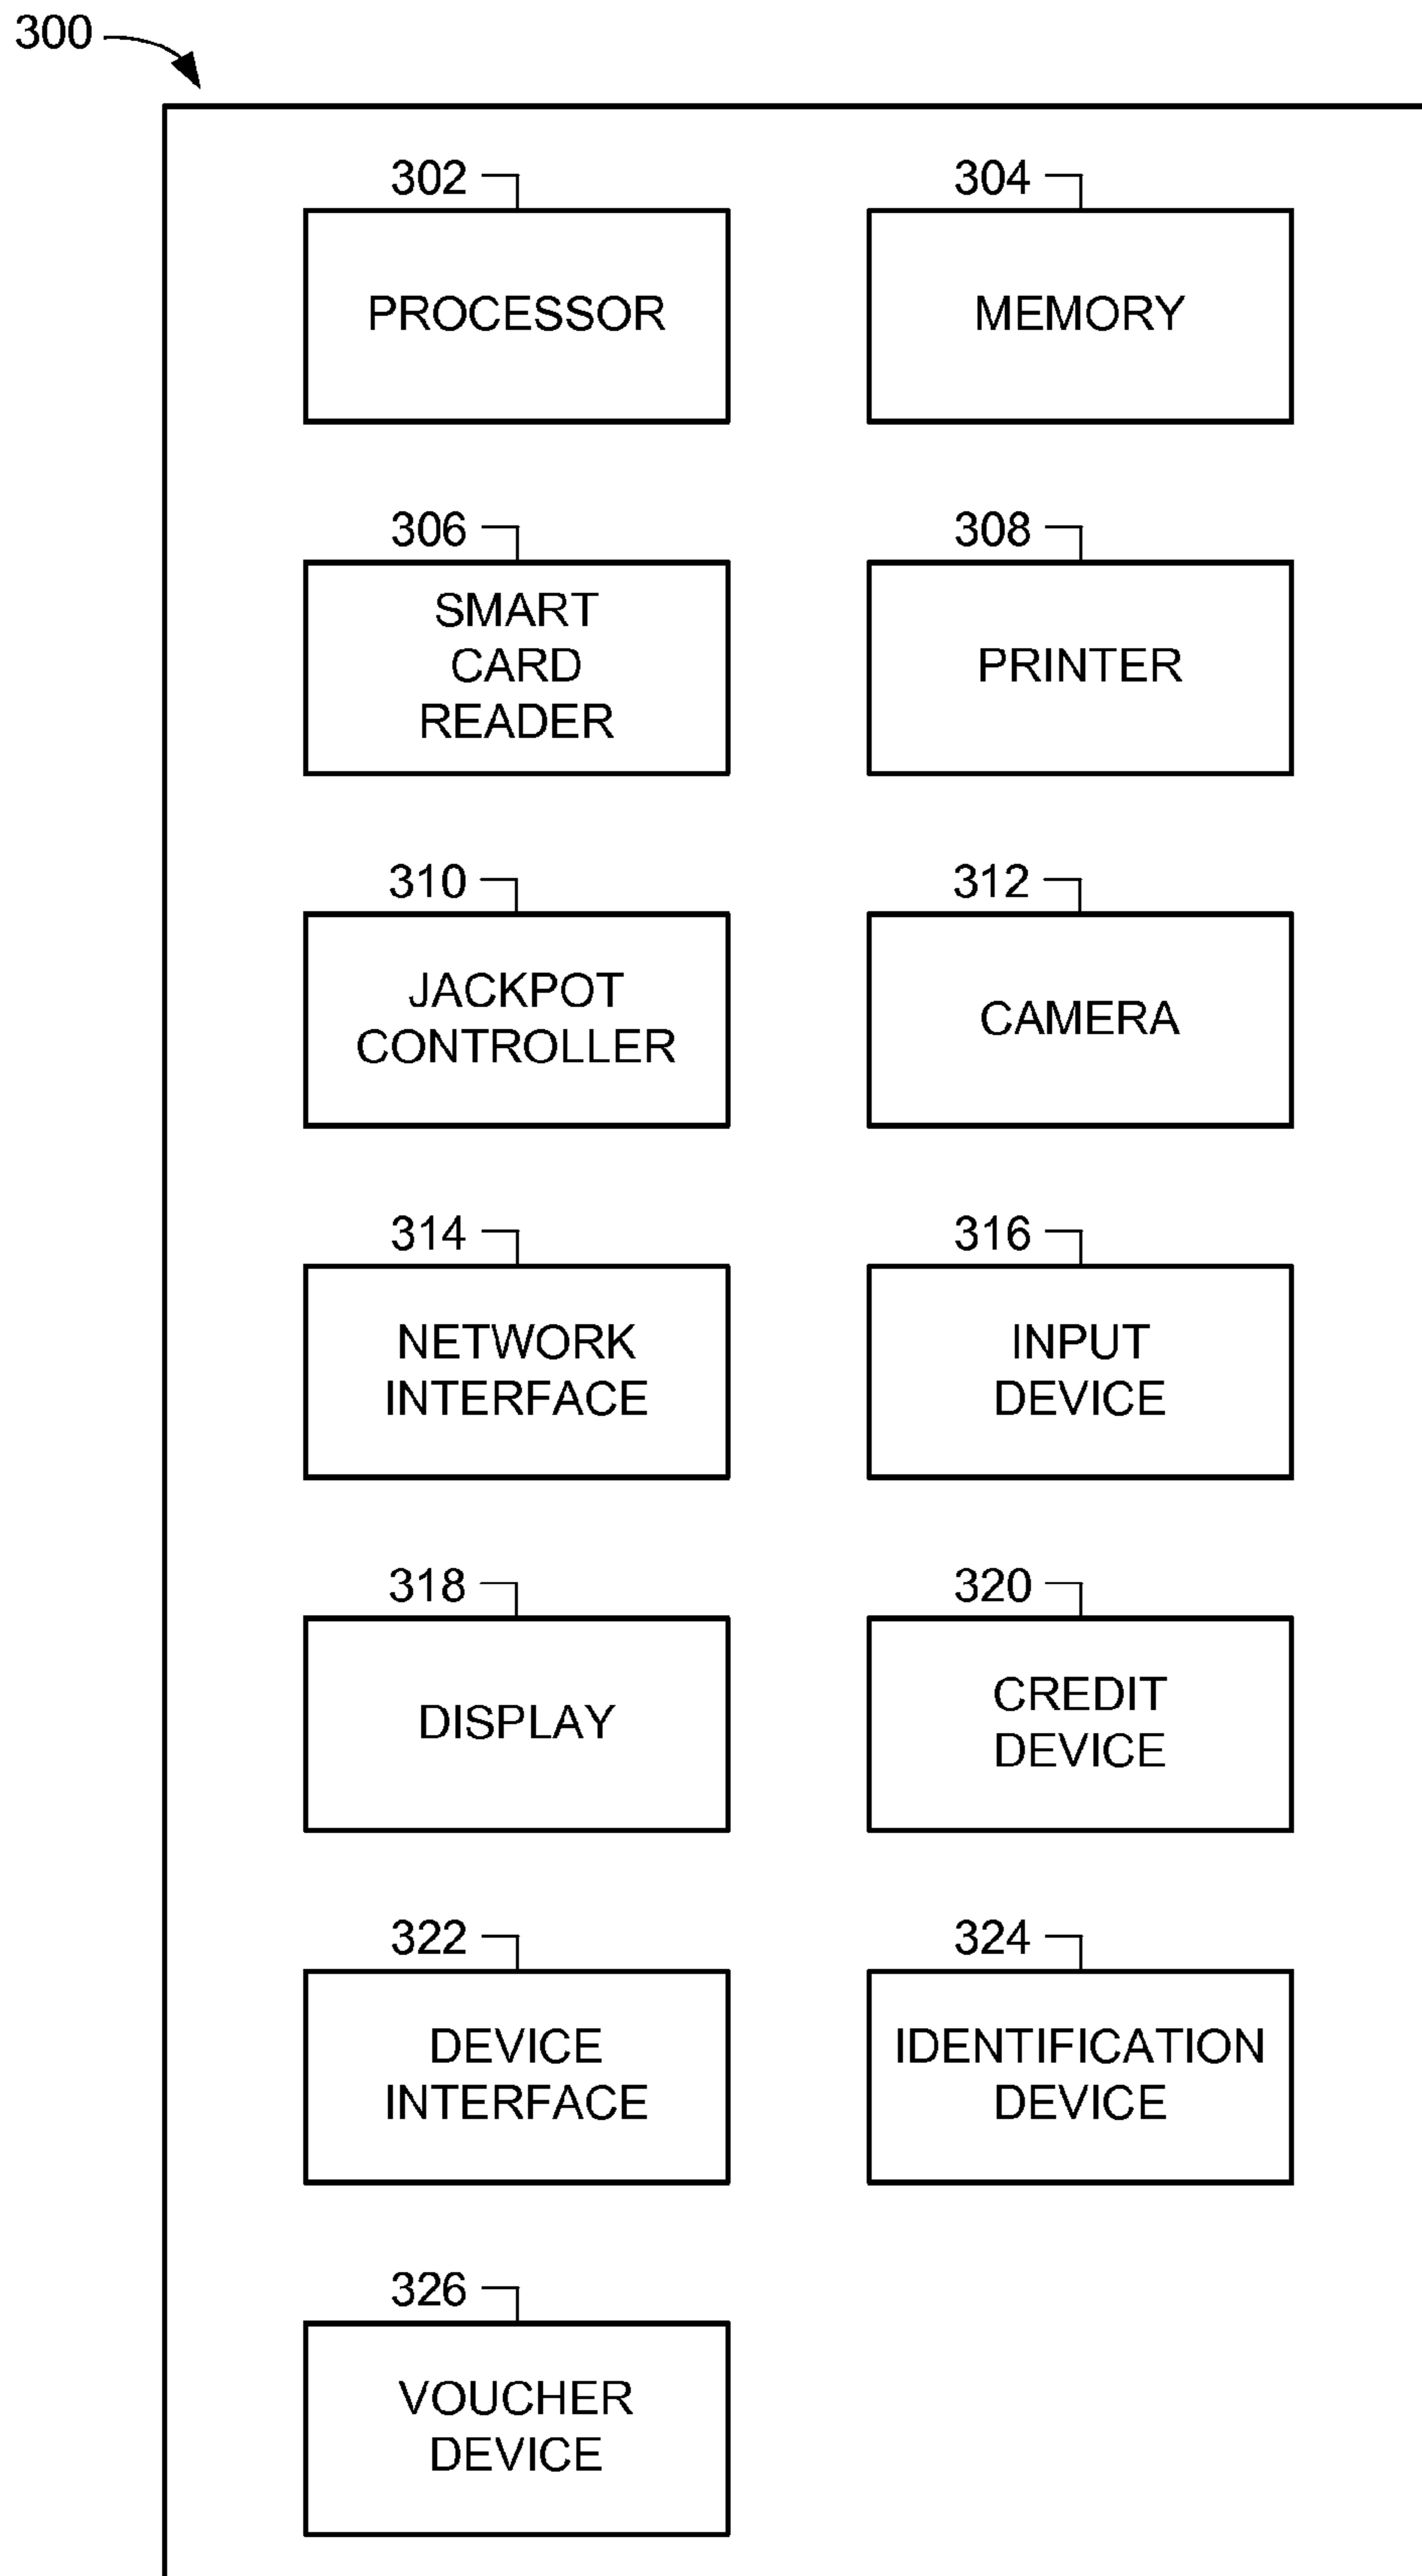 300
302
PROCESSOR
304
MEMORY
306
SMART
CARD
READER
308
PRINTER
310
JACKPOT
CONTROLLER
312
CAMERA
314
NETWORK
INTERFACE
316
INPUT
DEVICE
318
DISPLAY
320
CREDIT
DEVICE
322
DEVICE
INTERFACE
324
IDENTIFICATION
DEVICE
326
VOUCHER
DEVICE